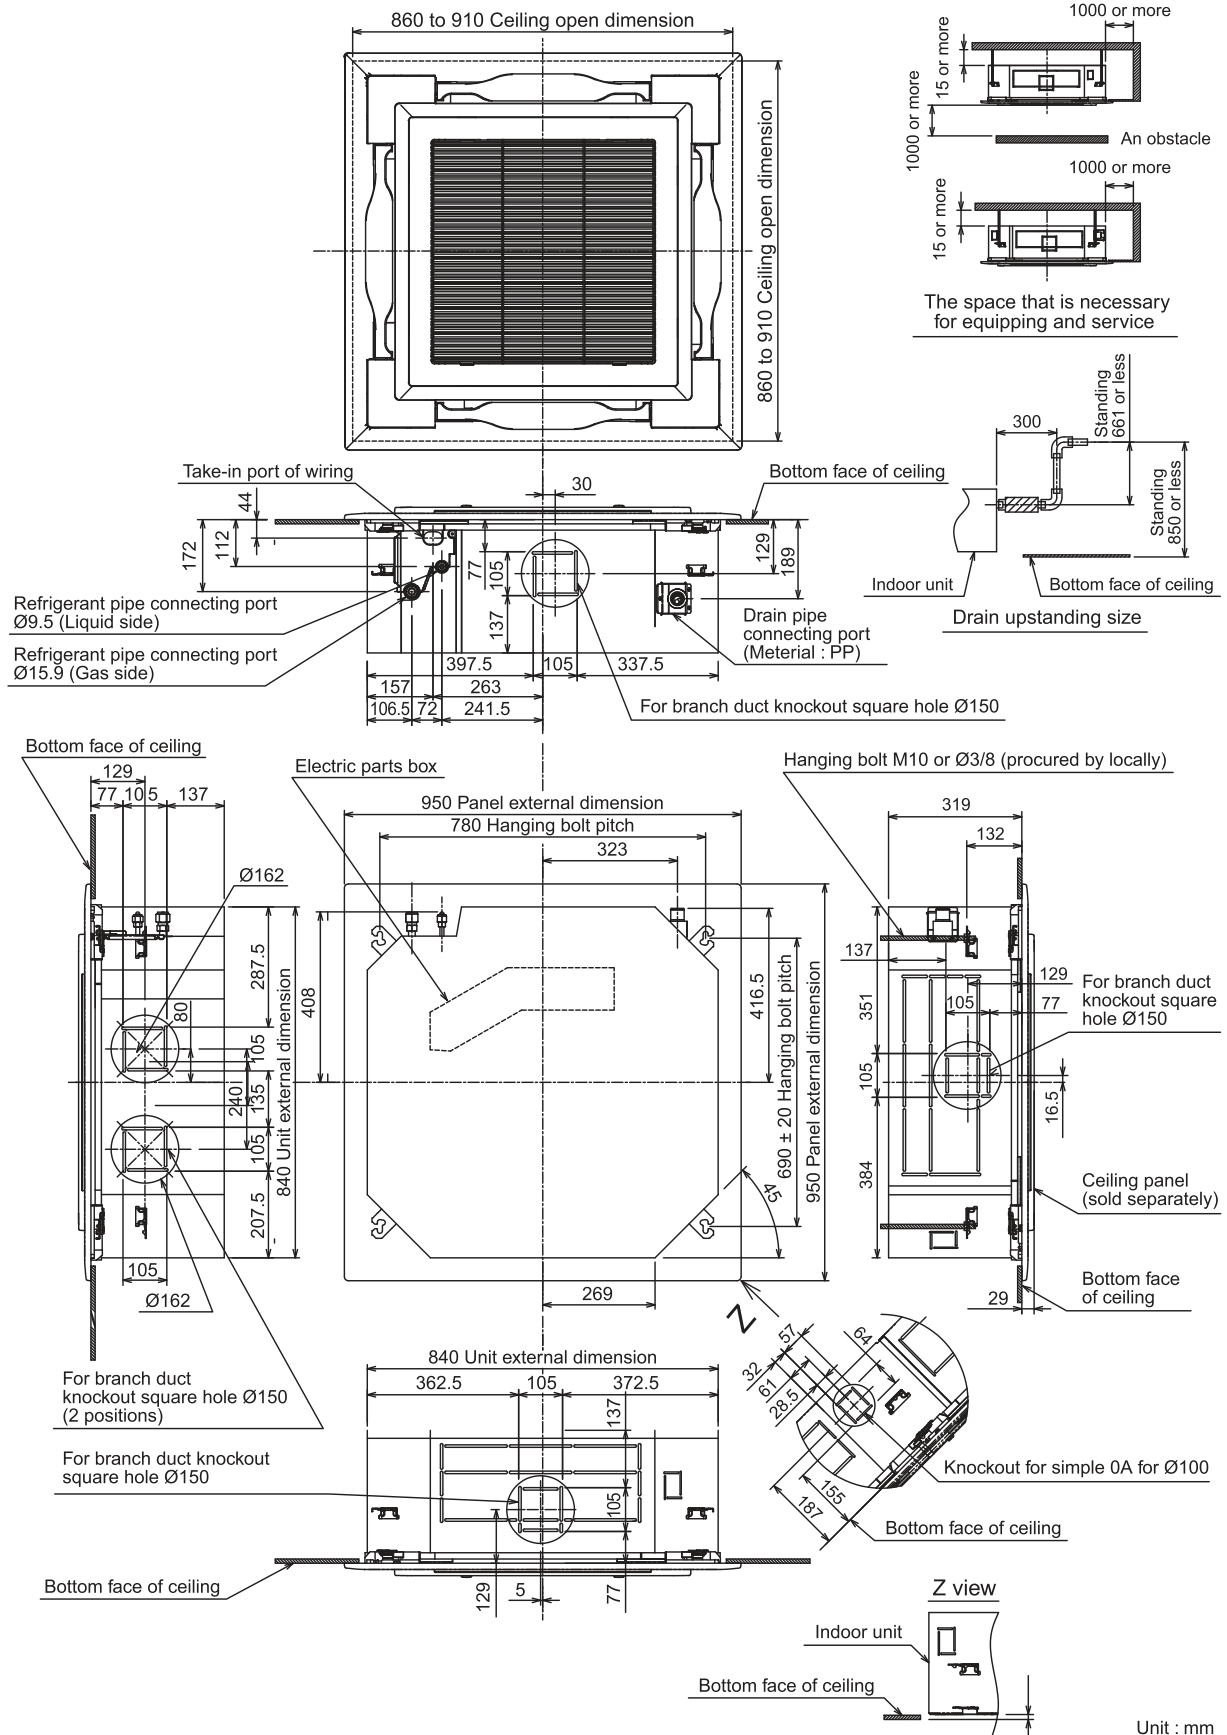 860 to 910 Ceiling open dimension
860 to 910 Ceiling open dimension
1000 or more
15 or more
1000 or more
An obstacle
1000 or more
15 or more
The space that is necessary
for equipping and service
Standing
661 or less
300
Standing
850 or less
Indoor unit
Bottom face of ceiling
Drain upstanding size
Take-in port of wiring
30
Bottom face of ceiling
44
112
172
77
105
137
129
189
Refrigerant pipe connecting port
Ø9.5 (Liquid side)
Refrigerant pipe connecting port
Ø15.9 (Gas side)
Drain pipe
connecting port
(Meterial : PP)
397.5
105
337.5
157
263
106.5
72
241.5
For branch duct knockout square hole Ø150
Bottom face of ceiling
129
77
105
137
Ø162
287.5
80
105
135
240
105
207.5
840 Unit external dimension
105
Ø162
For branch duct
knockout square hole Ø150
(2 positions)
Electric parts box
950 Panel external dimension
780 Hanging bolt pitch
323
408
416.5
690 ± 20 Hanging bolt pitch
950 Panel external dimension
45
269
Z
Hanging bolt M10 or Ø3/8 (procured by locally)
319
132
137
351
129
105
77
For branch duct
knockout square
hole Ø150
105
16.5
384
Ceiling panel
(sold separately)
29
Bottom face
of ceiling
840 Unit external dimension
362.5
105
372.5
137
For branch duct knockout
square hole Ø150
105
Bottom face of ceiling
129
5
77
57
32
61
28.5
64
Knockout for simple 0A for Ø100
155
187
Bottom face of ceiling
Z view
Indoor unit
Bottom face of ceiling
Unit : mm